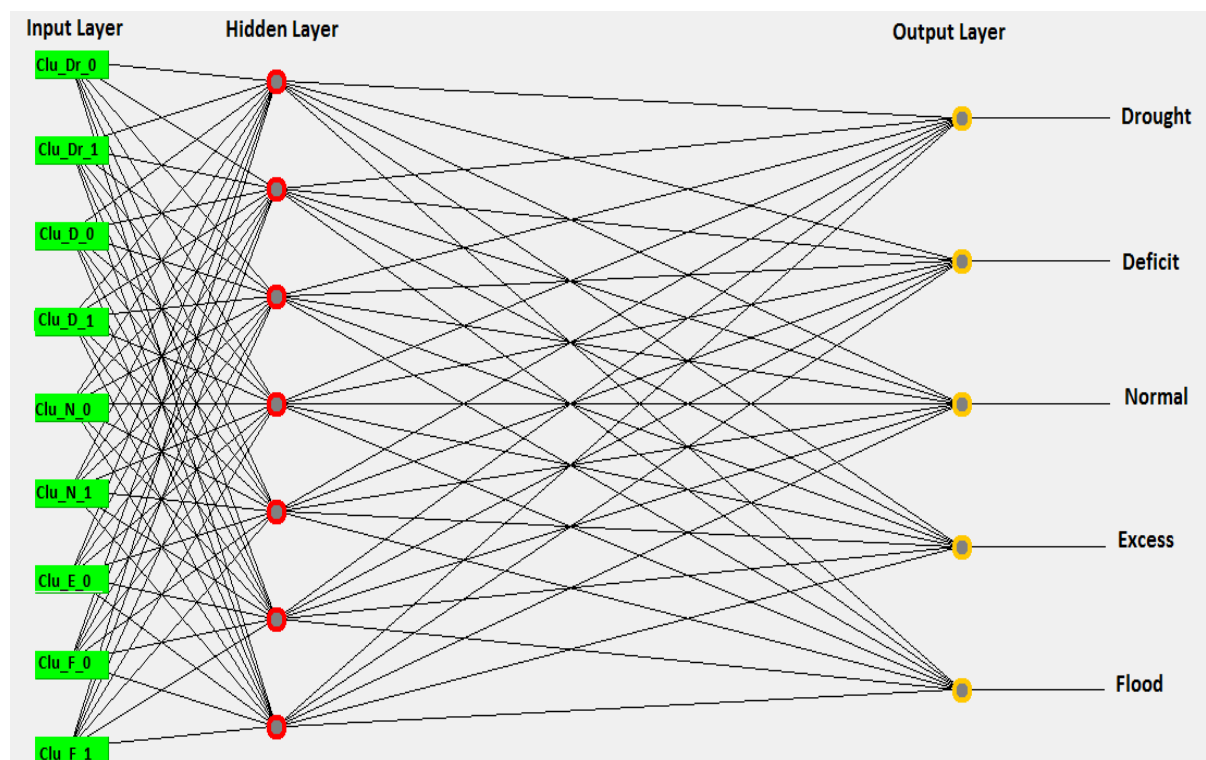 Input Layer
Hidden Layer
Output Layer
Clu_Dr_0
Clu_Dr_1
Clu_D_0
Clu_D_1
Clu_N_0
Clu_N_1
Clu_E_0
Clu_F_0
Clu_F_1
Drought
Deficit
Normal
Excess
Flood